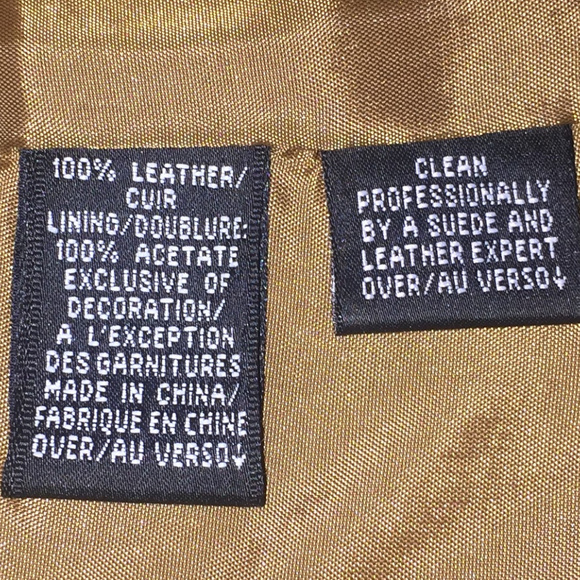 100% LEATHER/
CUIR
LINING/DOUBLURE:
100% ACETATE
EXCLUSIVE OF
DECORATION/
A L'EXCEPTION
DES GARNITURES
MADE IN CHINA/
FABRIQUE EN CHINE
OVER/AU VERSO↓
CLEAN
PROFESSIONALLY
BY A SUEDE AND
LEATHER EXPERT
OVER/AU VERSO↓